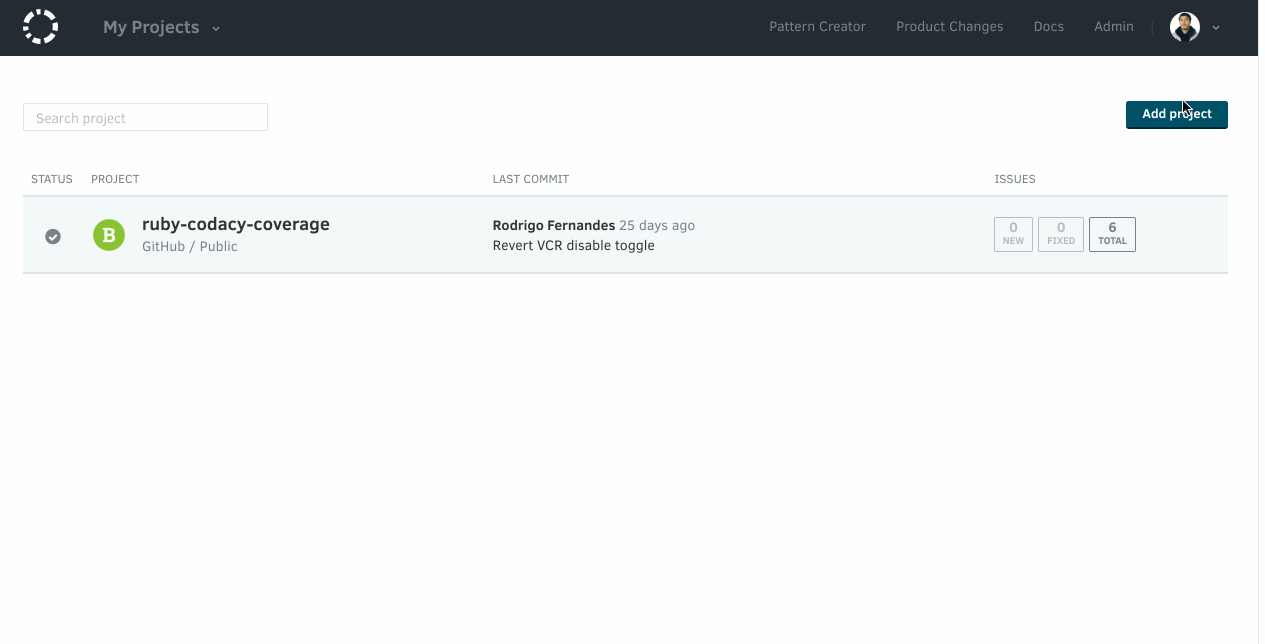 My Projects
Pattern Creator
Product Changes
Docs
Admin
Search project
Add project
STATUS
PROJECT
LAST COMMIT
ISSUES
B
ruby-codacy-coverage
GitHub / Public
Rodrigo Fernandes 25 days ago
Revert VCR disable toggle
0
NEW
0
FIXED
6
TOTAL